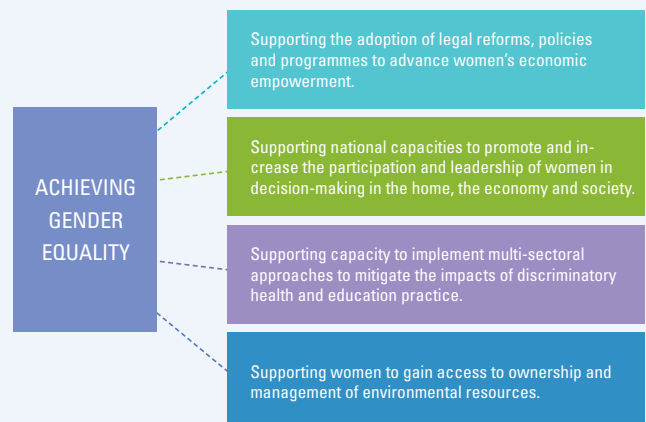 ACHIEVING
GENDER
EQUALITY
Supporting the adoption of legal reforms, policies
and programmes to advance women's economic
empowerment.
Supporting national capacities to promote and in-
crease the participation and leadership of women in
decision-making in the home, the economy and society.
Supporting capacity to implement multi-sectoral
approaches to mitigate the impacts of discriminatory
health and education practice.
Supporting women to gain access to ownership and
management of environmental resources.